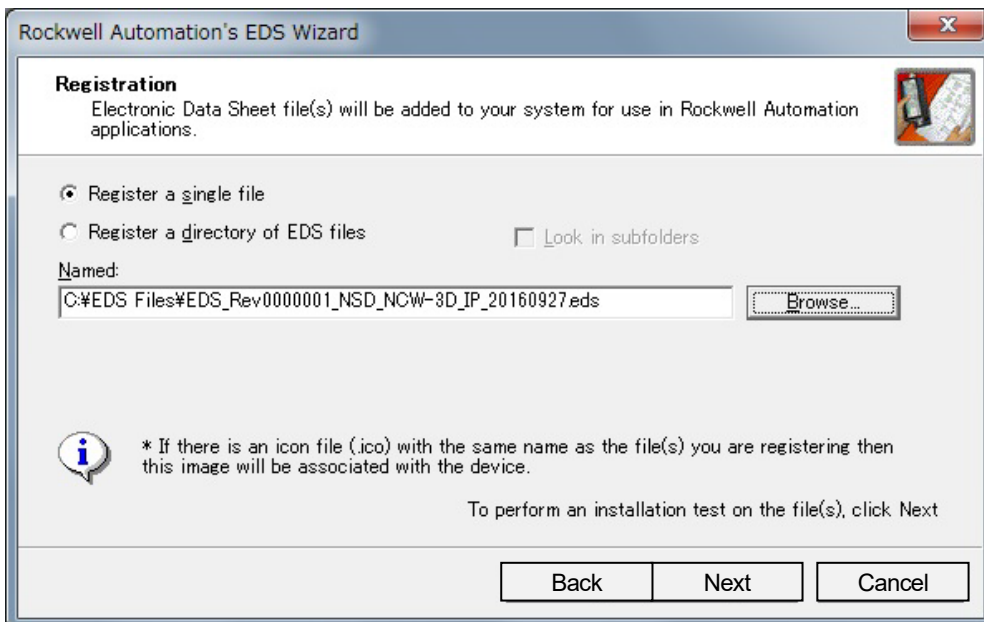 Rockwell Automation's EDS Wizard
x
Registration
Electronic Data Sheet file(s) will be added to your system for use in Rockwell Automation
applications.
Register a single file
Register a directory of EDS files
Look in subfolders
Named:
C:¥EDS Files¥EDS_Rev0000001_NSD_NCW-3D_IP_20160927.eds
Browse...
* If there is an icon file (.ico) with the same name as the file(s) you are registering then
this image will be associated with the device.
To perform an installation test on the file(s), click Next
Back
Next
Cancel